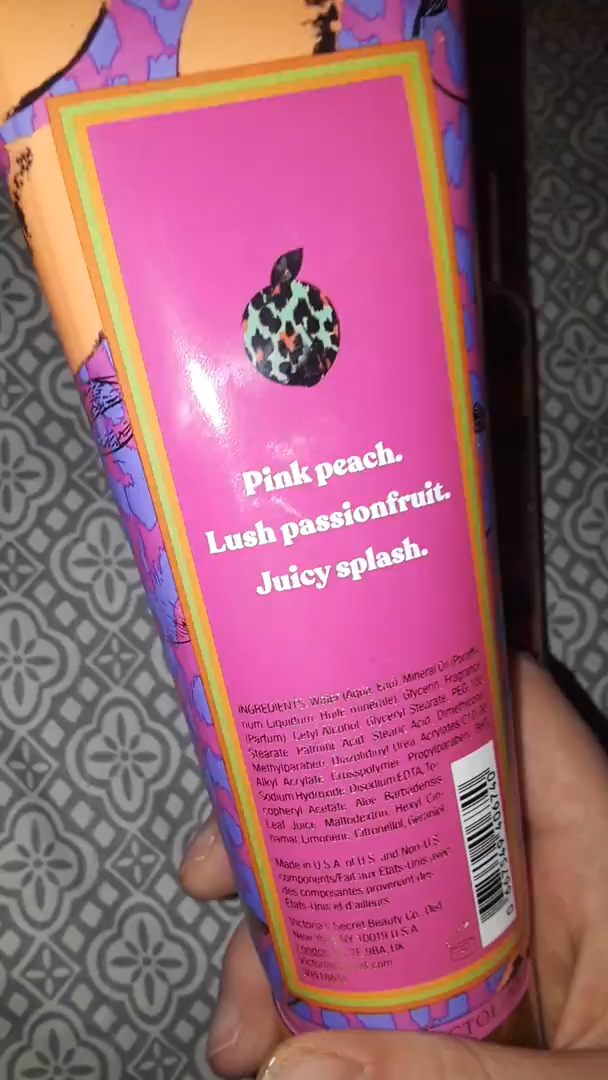 Pink peach.
Lush passionfruit.
Juicy splash.
INGREDIENTS: Water (Aqua, Eau), Mineral Oil (Paraffi-
num Liquidum, Huile minérale), Glycerin, Fragrance
(Parfum), Cetyl Alcohol, Glyceryl Stearate, PEG-100
Stearate, Palmitic Acid, Stearic Acid, Dimethicone,
Methylparaben, Diazolidinyl Urea, Acrylates/C10-30
Alkyl Acrylate Crosspolymer, Propylparaben,
Sodium Hydroxide, Disodium EDTA, To-
copheryl Acetate, Aloe Barbadensis
Leaf Juice, Maltodextrin, Hexyl Cin-
namal, Limonene, Citronellol, Geraniol
Made in U.S.A. of U.S. and Non-U.S.
components/Fait aux États-Unis avec
des composantes provenant des
États-Unis et d'ailleurs
Victoria's Secret Beauty Co., Dist.
New York, NY 10019 U.S.A.
London 9BA, UK